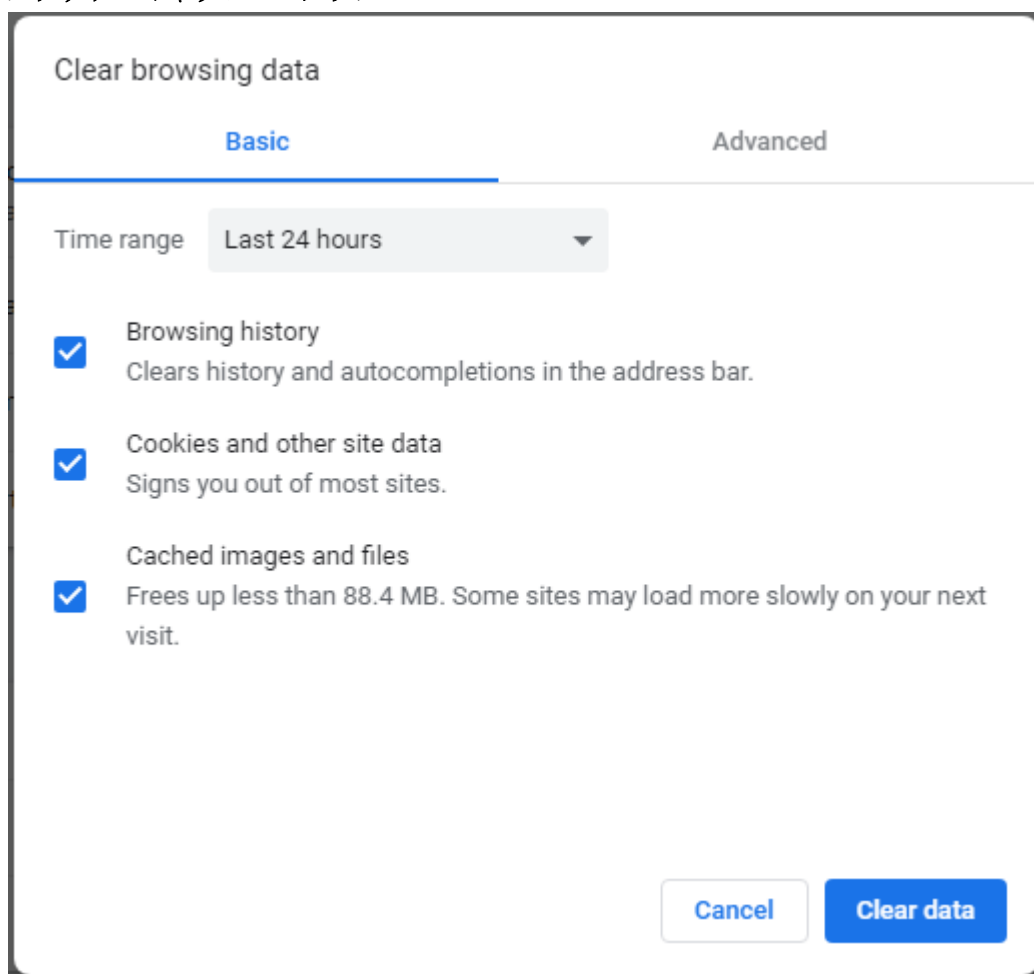 Clear browsing data
Basic
Advanced
Time range
Last 24 hours
Browsing history
Clears history and autocompletions in the address bar.
Cookies and other site data
Signs you out of most sites.
Cached images and files
Frees up less than 88.4 MB. Some sites may load more slowly on your next
visit.
Cancel
Clear data